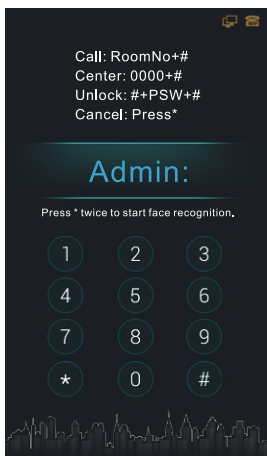 Call: RoomNo+#
Center: 0000+#
Unlock: #+PSW+#
Cancel: Press*
Admin:
Press * twice to start face recognition.
1 2 3
4 5 6
7 8 9
* 0 #